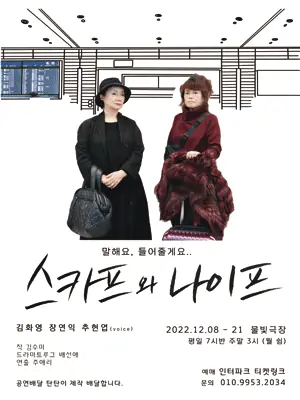 말해요, 들어줄게요..
스카프와 나이프
김화영 장연익 추현엽(voice)
2022.12.08 - 21 물빛극장
평일 7시반 주말 3시 (월 쉼)
작 김수미
드라마트루그 배선애
연출 주애리
예매 인터파크 티켓링크
공연배달 탄탄이 제작 배달합니다.
문의 010.9953.2034